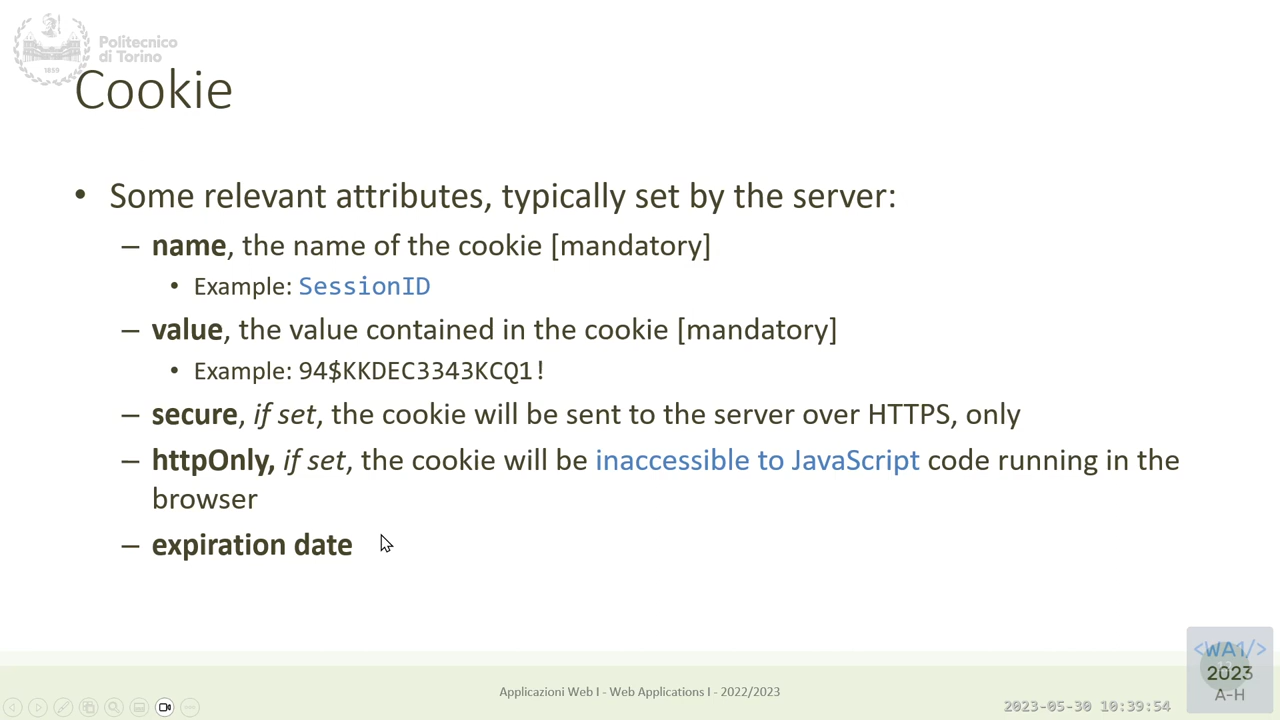 Politecnico
di Torino
1859
Cookie
• Some relevant attributes, typically set by the server:
– name, the name of the cookie [mandatory]
• Example: SessionID
– value, the value contained in the cookie [mandatory]
• Example: 94$KKDEC3343KCQ1!
– secure, if set, the cookie will be sent to the server over HTTPS, only
– httpOnly, if set, the cookie will be inaccessible to JavaScript code running in the
browser
– expiration date
Applicazioni Web I - Web Applications I - 2022/2023
2023-05-30 10:39:54
<WA1/>
2023
A-H